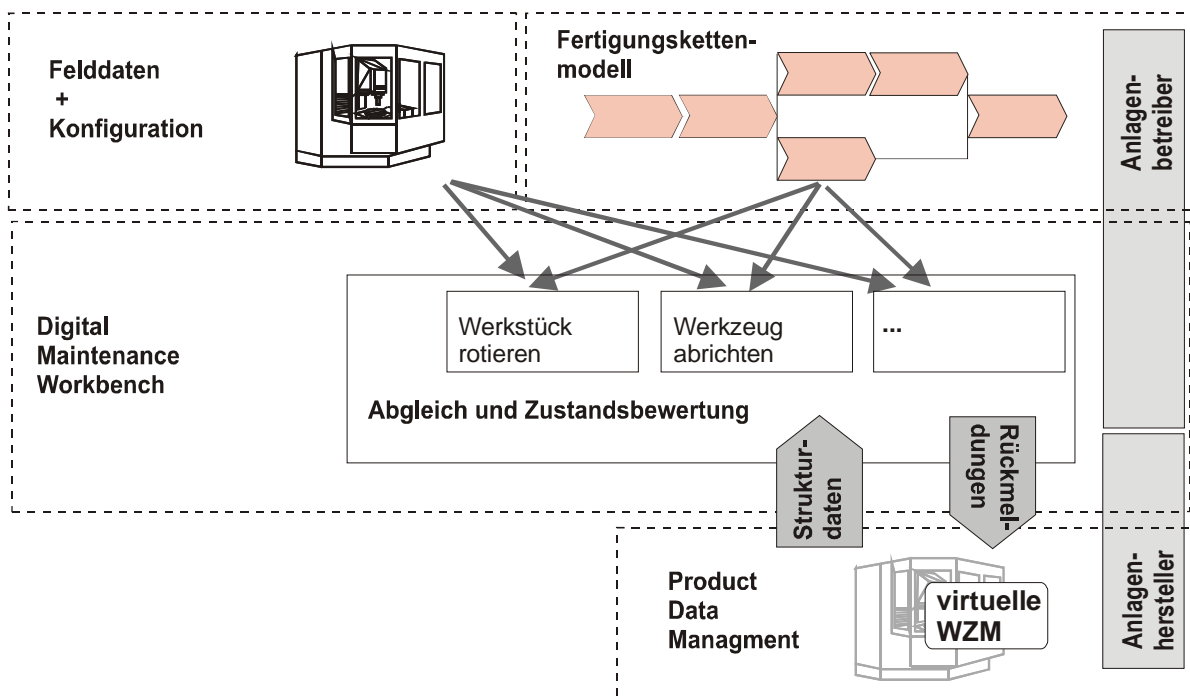 Felddaten
+
Konfiguration
Fertigungsketten-
modell
Anlagen-
betreiber
Digital
Maintenance
Workbench
Werkstück
rotieren
Werkzeug
abrichten
...
Abgleich und Zustandsbewertung
Struktur-
daten
Rückmel-
dungen
Product
Data
Managment
virtuelle
WZM
Anlagen-
hersteller